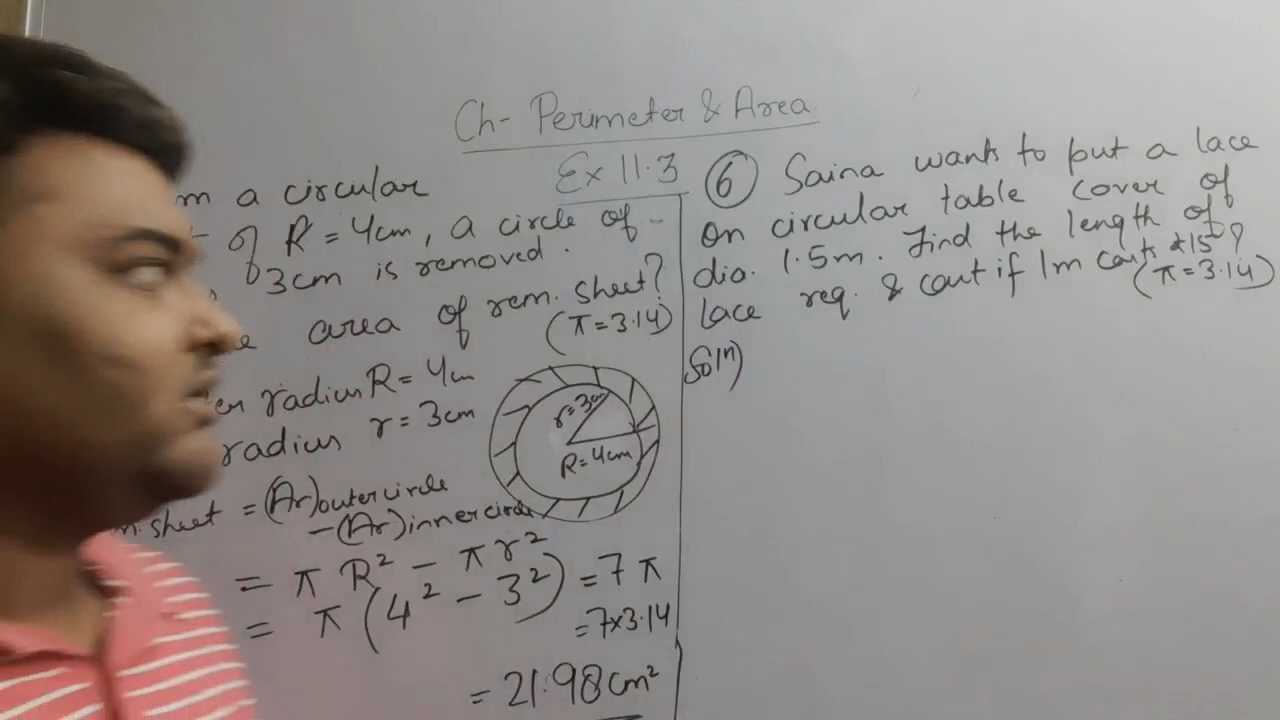 Ch- Perimeter & Area
Ex 11.3
m a circular
of R = 4cm, a circle of
3cm is removed.
area of rem. sheet?
(π = 3.14)
radius R = 4cm
radius r = 3cm
sheet = (Ar)outer circle
- (Ar) inner circle
= π R² - π r²
= π (4² - 3²) = 7π
= 7×3.14
= 21.98 cm²
r = 3cm
R = 4cm
6 Saina wants to put a lace
on circular table cover of
dia. 1.5m. Find the length of
lace req. & cost if 1m costs ₹15?
(π = 3.14)
Soln)